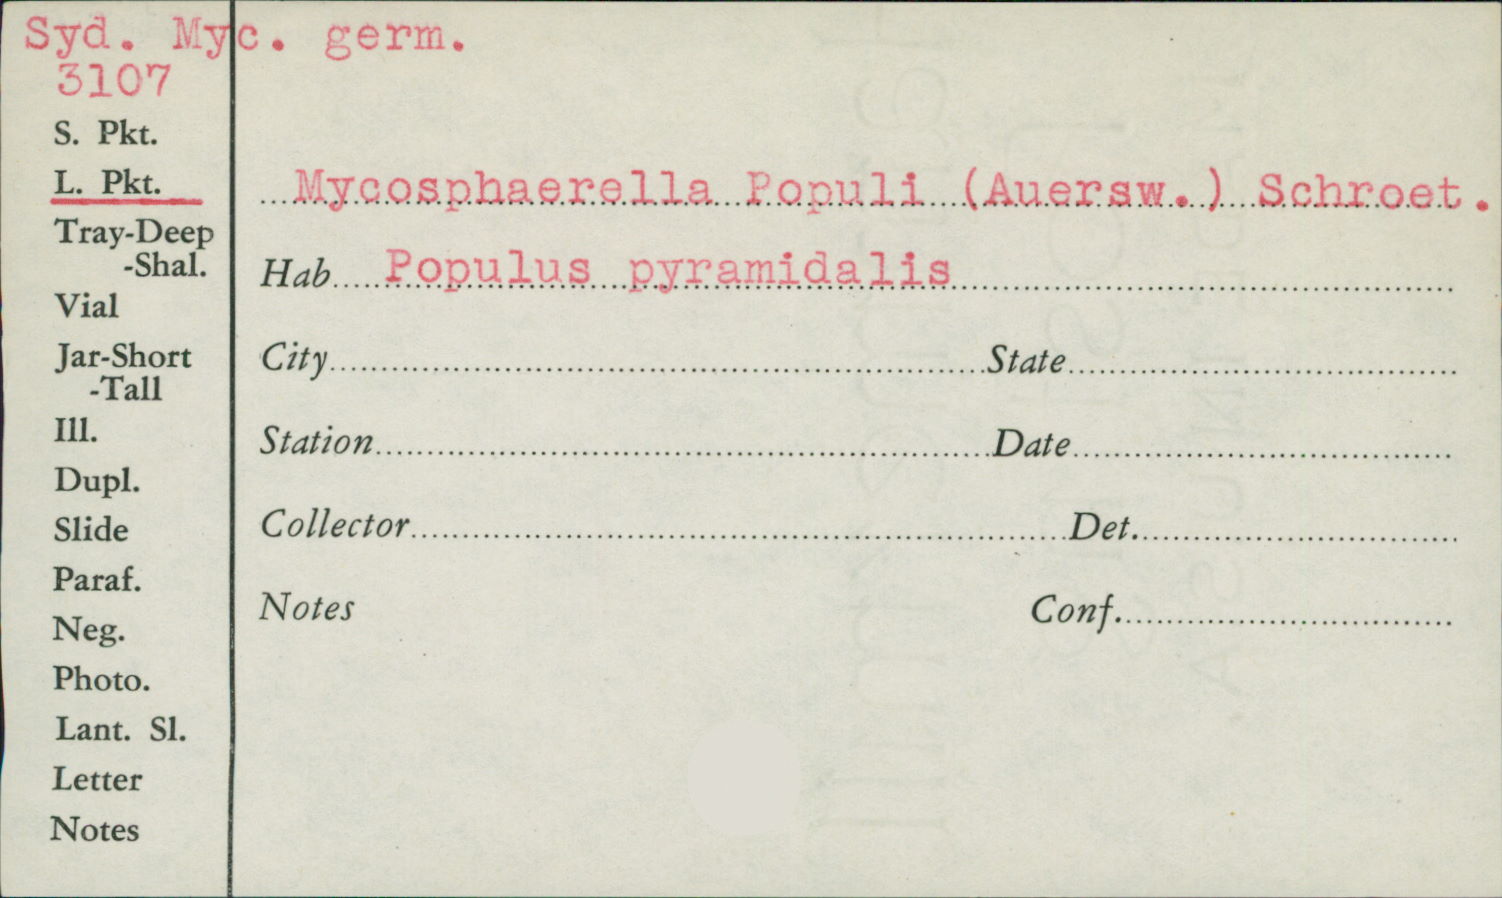 Syd. Myc. germ.
3107
S. Pkt.
L. Pkt.
Tray-Deep
-Shal.
Vial
Jar-Short
-Tall
Ill.
Dupl.
Slide
Paraf.
Neg.
Photo.
Lant. Sl.
Letter
Notes
Mycosphaerella Populi (Auersw.) Schroet.
Hab. Populus pyramidalis
City State
Station Date
Collector Det.
Notes Conf.